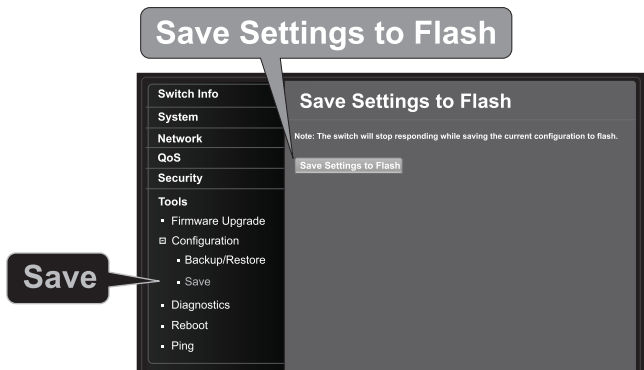 Save Settings to Flash
Switch Info
System
Network
QoS
Security
Tools
Firmware Upgrade
Configuration
Backup/Restore
Save
Diagnostics
Reboot
Ping
Save
Save Settings to Flash
Note: The switch will stop responding while saving the current configuration to flash.
Save Settings to Flash